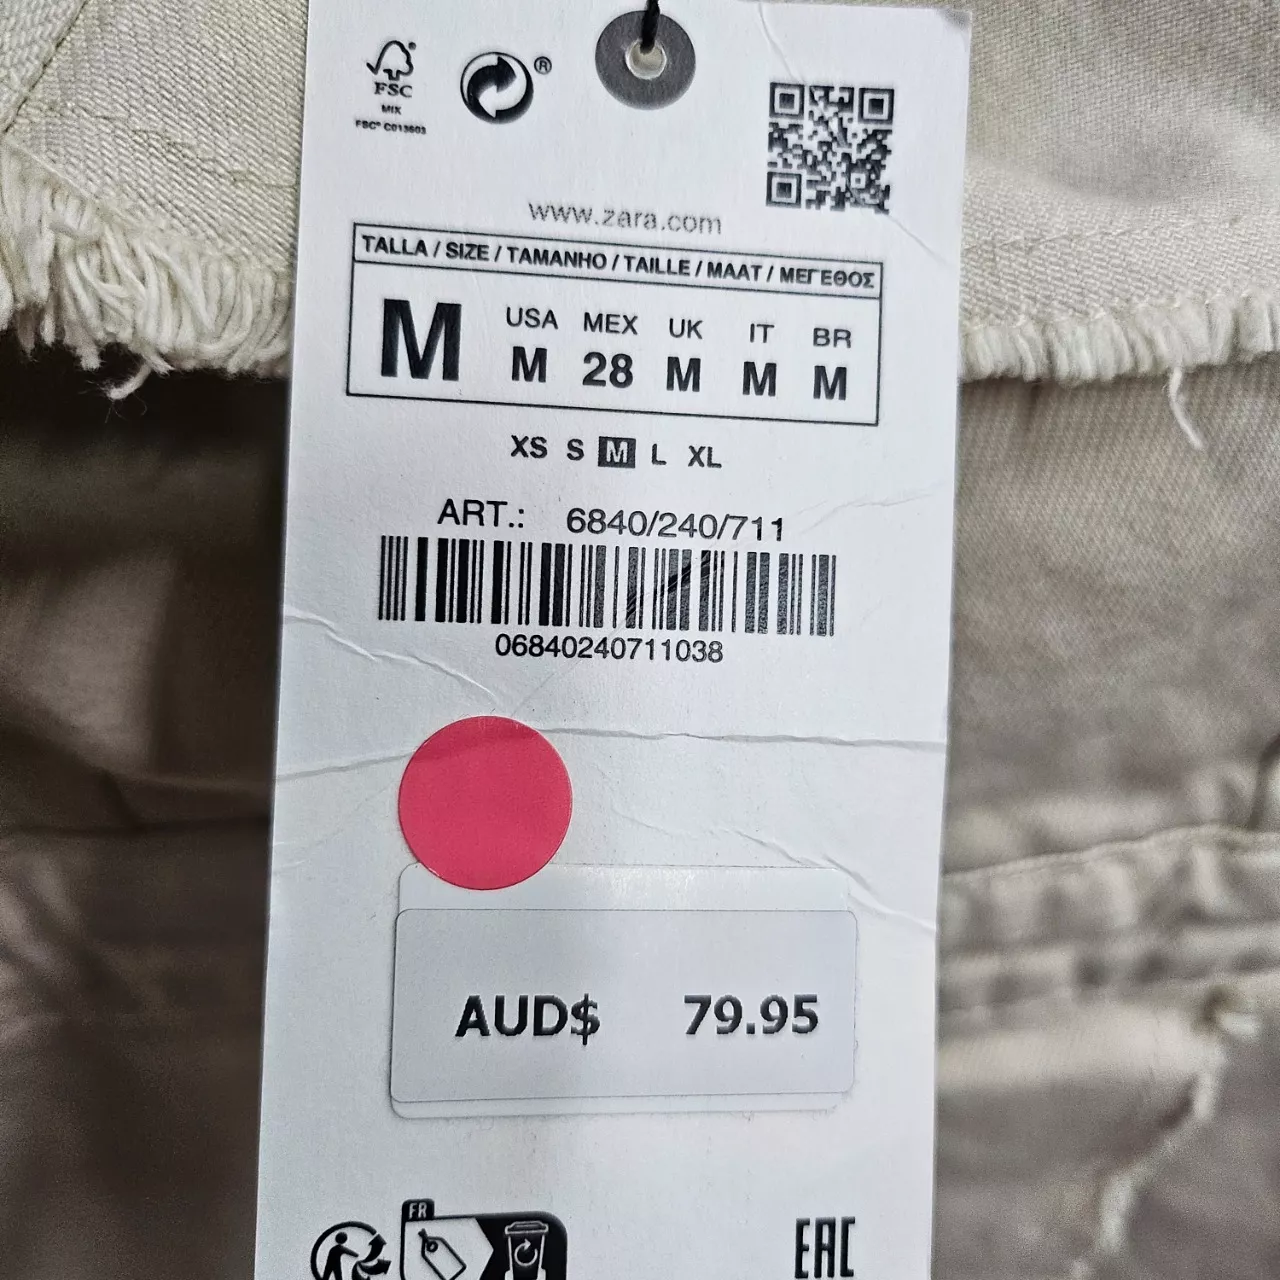 FSC
MIX
FSC® C013603
®
www.zara.com
TALLA / SIZE / TAMANHO / TAILLE / MAAT / ΜΕΓΕΘΟΣ
M
USA MEX UK IT BR
M 28 M M M
XS S M L XL
ART.: 6840/240/711
06840240711038
AUD$ 79.95
FR
EAC